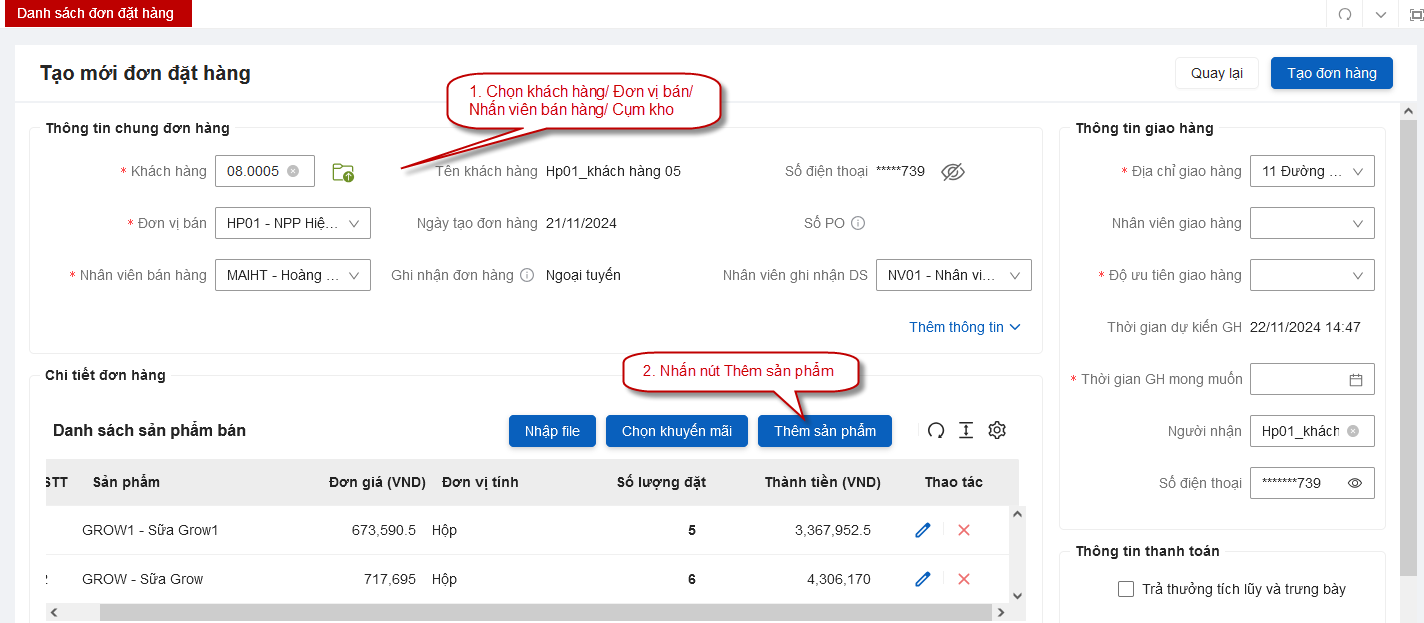 Danh sách đơn đặt hàng
Tạo mới đơn đặt hàng
Quay lại
Tạo đơn hàng
1. Chọn khách hàng/ Đơn vị bán/
Nhấn viên bán hàng/ Cụm kho
Thông tin chung đơn hàng
* Khách hàng 08.0005
Tên khách hàng Hp01_khách hàng 05
Số điện thoại *****739
* Đơn vị bán HP01 - NPP Hiệ...
Ngày tạo đơn hàng 21/11/2024
Số PO
* Nhân viên bán hàng MAIHT - Hoàng ...
Ghi nhận đơn hàng Ngoại tuyến
Nhân viên ghi nhận DS NV01 - Nhân vi...
Thêm thông tin
Thông tin giao hàng
* Địa chỉ giao hàng 11 Đường ...
Nhân viên giao hàng
* Độ ưu tiên giao hàng
Thời gian dự kiến GH 22/11/2024 14:47
* Thời gian GH mong muốn
Người nhận Hp01_khách
Số điện thoại *******739
2. Nhấn nút Thêm sản phẩm
Chi tiết đơn hàng
Danh sách sản phẩm bán
Nhập file
Chọn khuyến mãi
Thêm sản phẩm
STT Sản phẩm Đơn giá (VND) Đơn vị tính Số lượng đặt Thành tiền (VND) Thao tác
GROW1 - Sữa Grow1 673,590.5 Hộp 5 3,367,952.5
2 GROW - Sữa Grow 717,695 Hộp 6 4,306,170
Thông tin thanh toán
Trả thưởng tích lũy và trưng bày